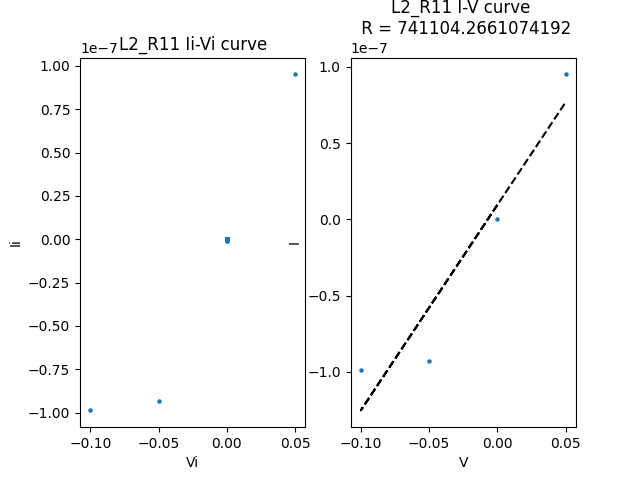 L2_R11 Ii-Vi curve
1e−7
1.00
0.75
0.50
0.25
0.00
−0.25
−0.50
−0.75
−1.00
Ii
−0.10
−0.05
0.00
0.05
Vi
L2_R11 I-V curve
R = 741104.2661074192
1e−7
1.0
0.5
0.0
−0.5
−1.0
I
−0.10
−0.05
0.00
0.05
V